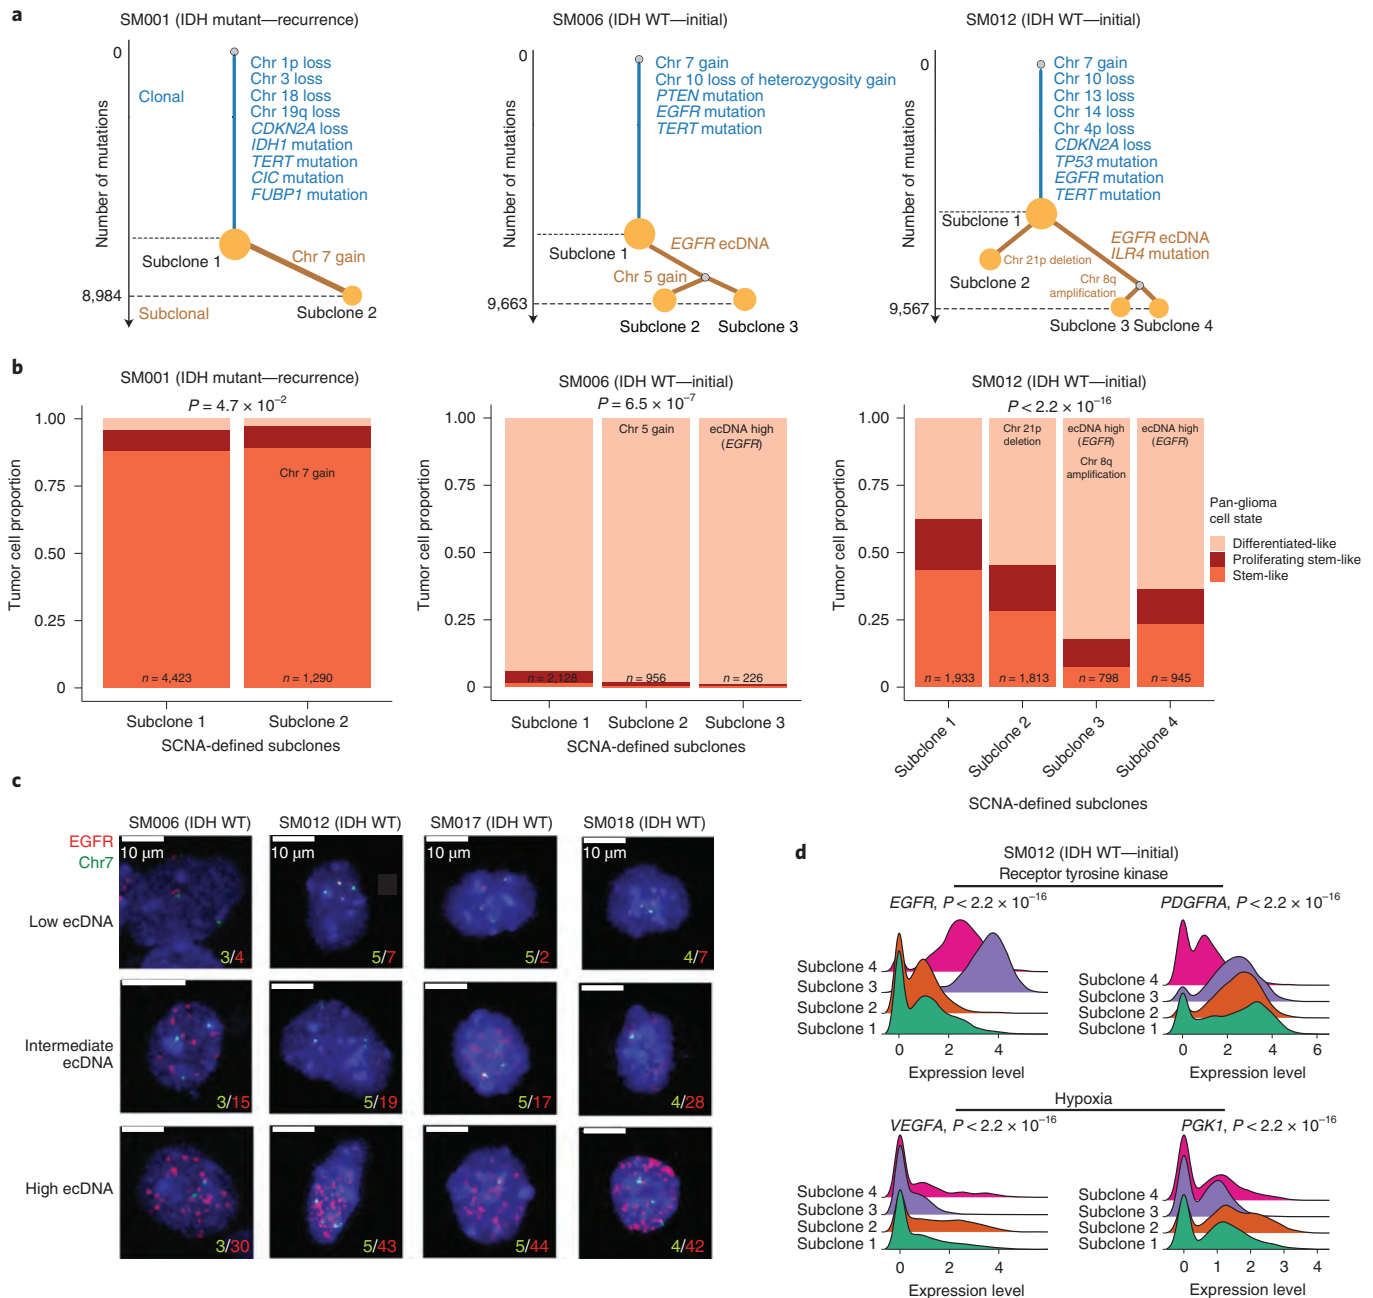 a
SM001 (IDH mutant—recurrence)
0
Number of mutations
Clonal
Chr 1p loss
Chr 3 loss
Chr 18 loss
Chr 19q loss
CDKN2A loss
IDH1 mutation
TERT mutation
CIC mutation
FUBP1 mutation
Subclone 1
Chr 7 gain
8,984
Subclonal
Subclone 2
SM006 (IDH WT—initial)
0
Number of mutations
Chr 7 gain
Chr 10 loss of heterozygosity gain
PTEN mutation
EGFR mutation
TERT mutation
Subclone 1
EGFR ecDNA
Chr 5 gain
9,663
Subclone 2
Subclone 3
SM012 (IDH WT—initial)
0
Number of mutations
Chr 7 gain
Chr 10 loss
Chr 13 loss
Chr 14 loss
Chr 4p loss
CDKN2A loss
TP53 mutation
EGFR mutation
TERT mutation
Subclone 1
EGFR ecDNA
ILR4 mutation
Chr 21p deletion
Subclone 2
Chr 8q
amplification
9,567
Subclone 3
Subclone 4
b
SM001 (IDH mutant—recurrence)
P = 4.7 × 10−2
Tumor cell proportion
1.00
0.75
0.50
0.25
0
Chr 7 gain
n = 4,423
n = 1,290
Subclone 1
Subclone 2
SCNA-defined subclones
SM006 (IDH WT—initial)
P = 6.5 × 10−7
Tumor cell proportion
1.00
0.75
0.50
0.25
0
Chr 5 gain
ecDNA high
(EGFR)
n = 2,128
n = 956
n = 226
Subclone 1
Subclone 2
Subclone 3
SCNA-defined subclones
SM012 (IDH WT—initial)
P < 2.2 × 10−16
Tumor cell proportion
1.00
0.75
0.50
0.25
0
Chr 21p
deletion
ecDNA high
(EGFR)
Chr 8q
amplification
ecDNA high
(EGFR)
n = 1,933
n = 1,813
n = 798
n = 945
Subclone 1
Subclone 2
Subclone 3
Subclone 4
SCNA-defined subclones
Pan-glioma
cell state
Differentiated-like
Proliferating stem-like
Stem-like
c
SM006 (IDH WT)
SM012 (IDH WT)
SM017 (IDH WT)
SM018 (IDH WT)
EGFR
Chr7
10 μm
10 μm
10 μm
10 μm
Low ecDNA
3/4
5/7
5/2
4/7
Intermediate
ecDNA
3/15
5/19
5/17
4/28
High ecDNA
3/30
5/43
5/44
4/42
d
SM012 (IDH WT—initial)
Receptor tyrosine kinase
EGFR, P < 2.2 × 10−16
Subclone 4
Subclone 3
Subclone 2
Subclone 1
0 2 4
Expression level
PDGFRA, P < 2.2 × 10−16
Subclone 4
Subclone 3
Subclone 2
Subclone 1
0 2 4 6
Expression level
Hypoxia
VEGFA, P < 2.2 × 10−16
Subclone 4
Subclone 3
Subclone 2
Subclone 1
0 2 4
Expression level
PGK1, P < 2.2 × 10−16
Subclone 4
Subclone 3
Subclone 2
Subclone 1
0 1 2 3 4
Expression level